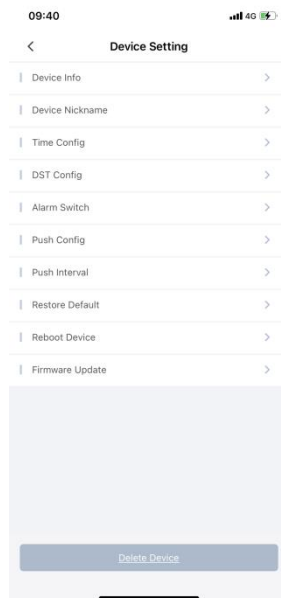 09:40
4G
Device Setting
Device Info
Device Nickname
Time Config
DST Config
Alarm Switch
Push Config
Push Interval
Restore Default
Reboot Device
Firmware Update
Delete Device